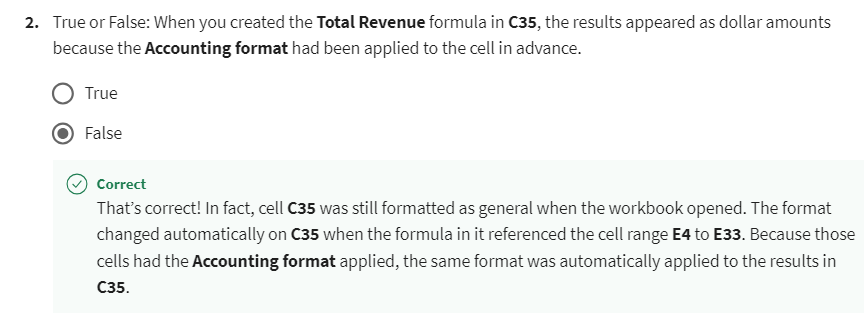 2. True or False: When you created the Total Revenue formula in C35, the results appeared as dollar amounts
because the Accounting format had been applied to the cell in advance.
True
False
Correct
That’s correct! In fact, cell C35 was still formatted as general when the workbook opened. The format
changed automatically on C35 when the formula in it referenced the cell range E4 to E33. Because those
cells had the Accounting format applied, the same format was automatically applied to the results in
C35.